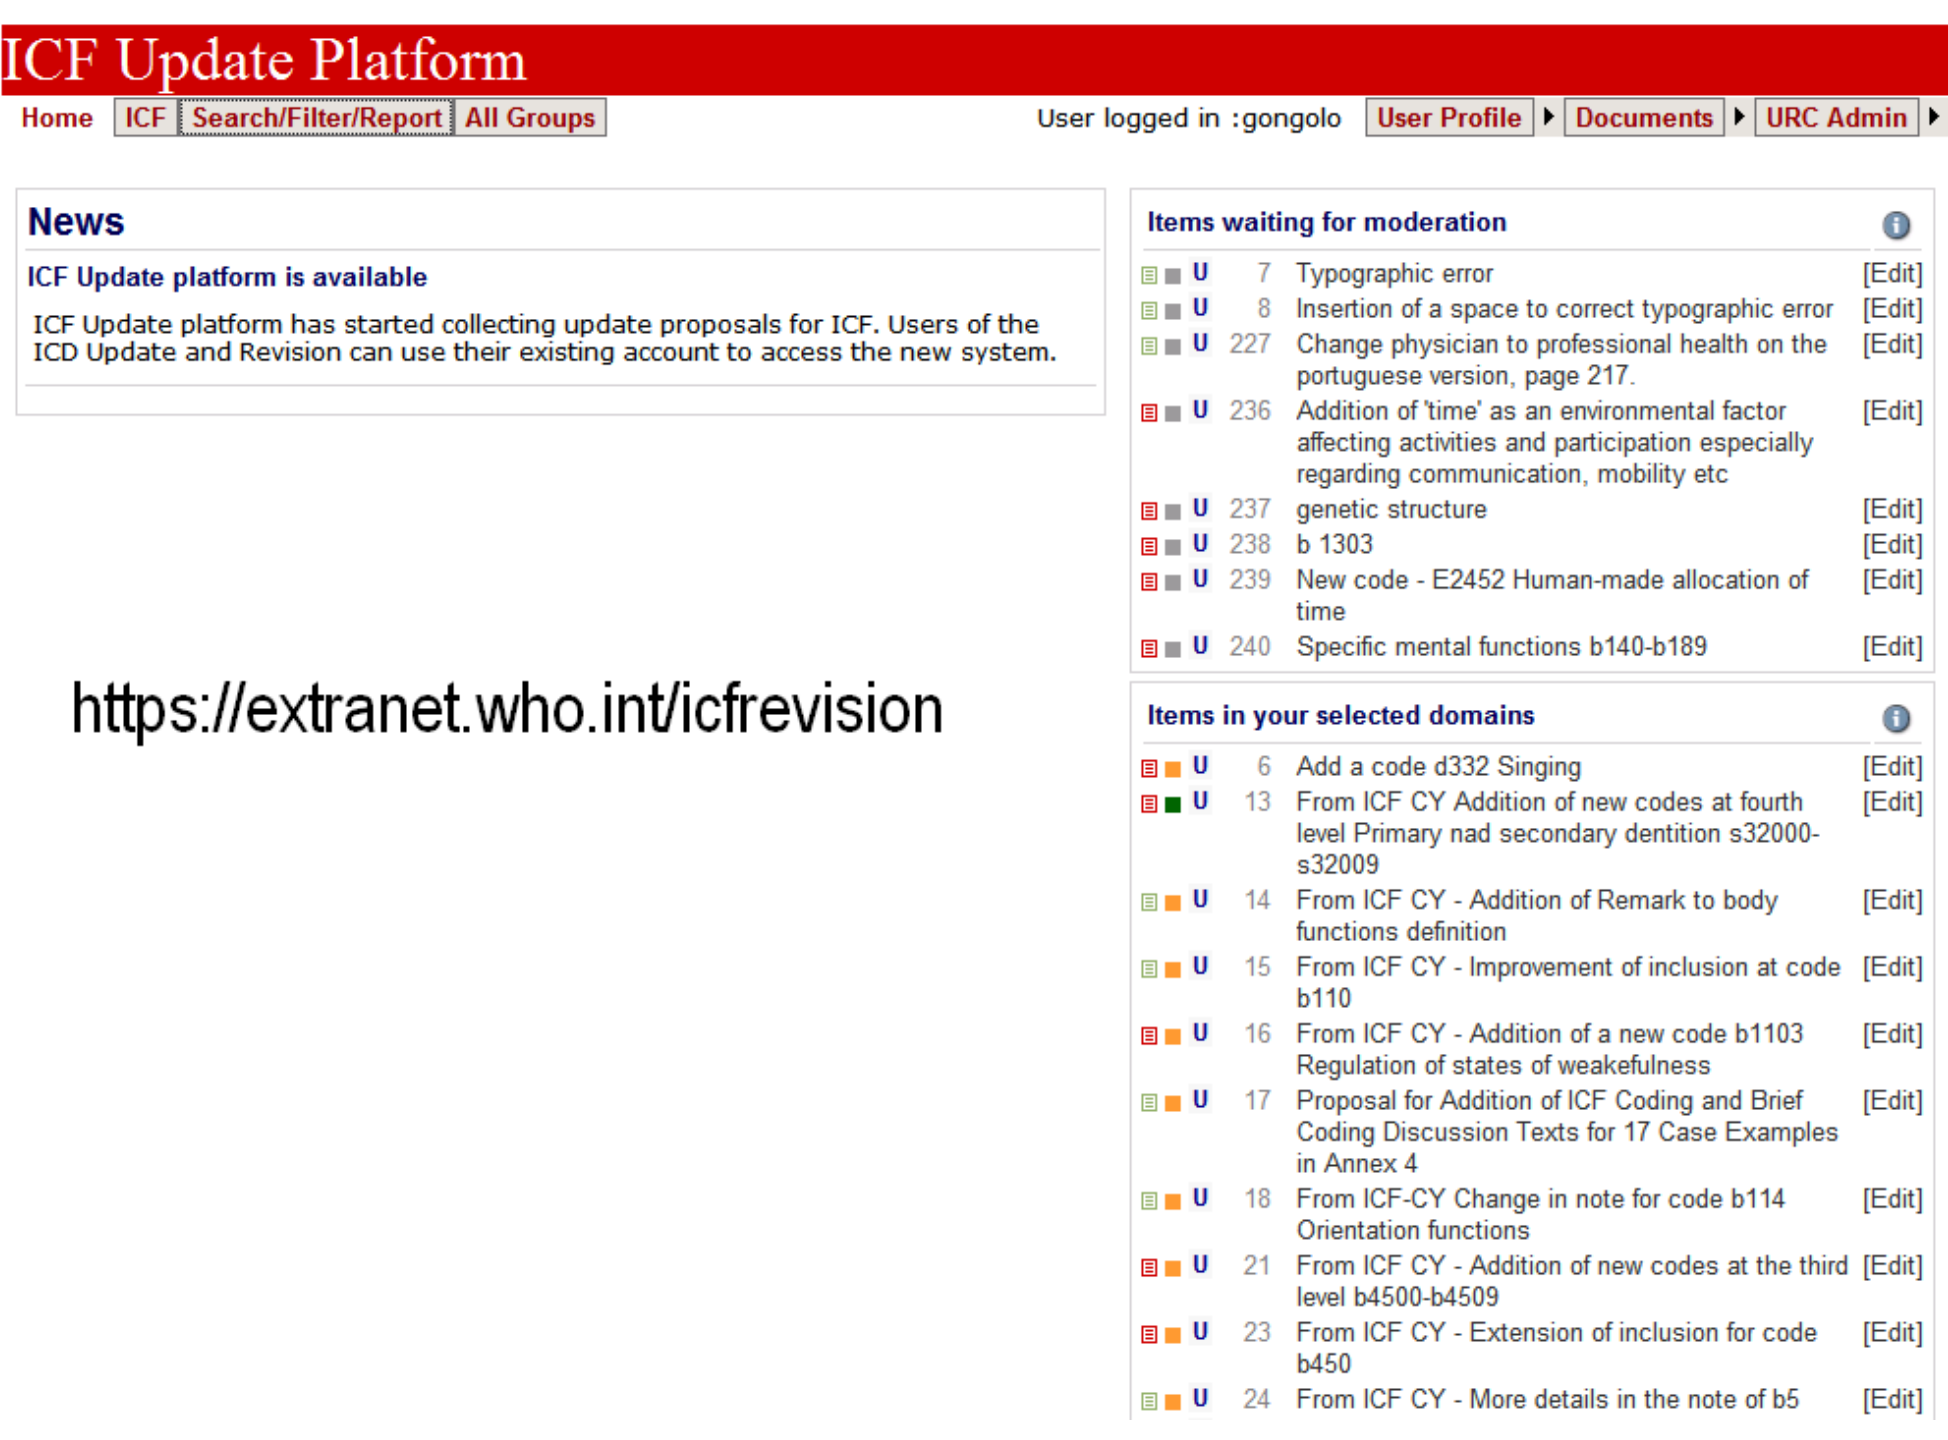 ICF Update Platform
Home ICF Search/Filter/Report All Groups User logged in :gongolo User Profile Documents URC Admin
News
ICF Update platform is available
ICF Update platform has started collecting update proposals for ICF. Users of the
ICD Update and Revision can use their existing account to access the new system.
https://extranet.who.int/icfrevision
Items waiting for moderation
U 7 Typographic error [Edit]
U 8 Insertion of a space to correct typographic error [Edit]
U 227 Change physician to professional health on the [Edit]
portuguese version, page 217.
U 236 Addition of 'time' as an environmental factor [Edit]
affecting activities and participation especially
regarding communication, mobility etc
U 237 genetic structure [Edit]
U 238 b 1303 [Edit]
U 239 New code - E2452 Human-made allocation of [Edit]
time
U 240 Specific mental functions b140-b189 [Edit]
Items in your selected domains
U 6 Add a code d332 Singing [Edit]
U 13 From ICF CY Addition of new codes at fourth [Edit]
level Primary nad secondary dentition s32000-
s32009
U 14 From ICF CY - Addition of Remark to body [Edit]
functions definition
U 15 From ICF CY - Improvement of inclusion at code [Edit]
b110
U 16 From ICF CY - Addition of a new code b1103 [Edit]
Regulation of states of weakefulness
U 17 Proposal for Addition of ICF Coding and Brief [Edit]
Coding Discussion Texts for 17 Case Examples
in Annex 4
U 18 From ICF-CY Change in note for code b114 [Edit]
Orientation functions
U 21 From ICF CY - Addition of new codes at the third [Edit]
level b4500-b4509
U 23 From ICF CY - Extension of inclusion for code [Edit]
b450
U 24 From ICF CY - More details in the note of b5 [Edit]